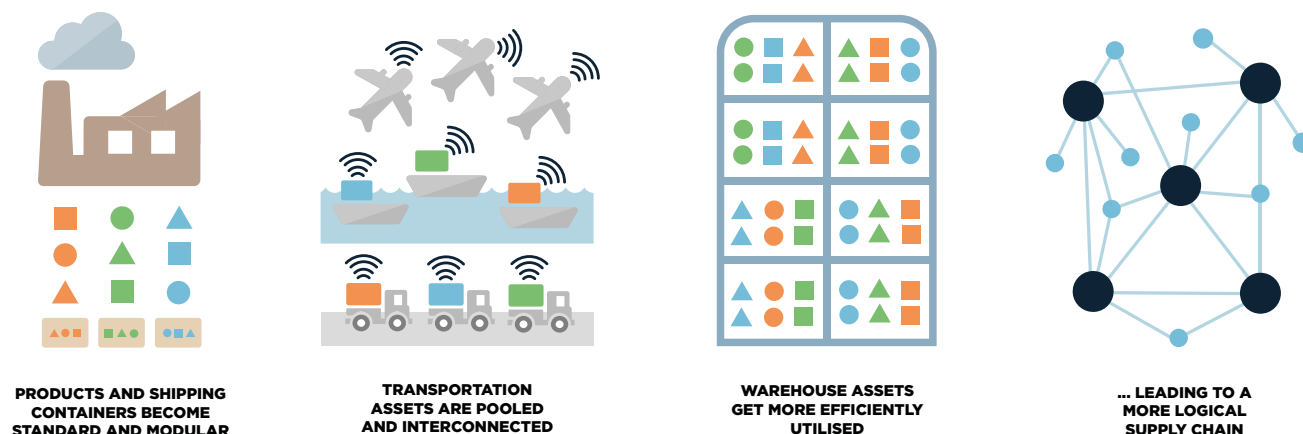 PRODUCTS AND SHIPPING
CONTAINERS BECOME
STANDARD AND MODULAR
TRANSPORTATION
ASSETS ARE POOLED
AND INTERCONNECTED
WAREHOUSE ASSETS
GET MORE EFFICIENTLY
UTILISED
... LEADING TO A
MORE LOGICAL
SUPPLY CHAIN